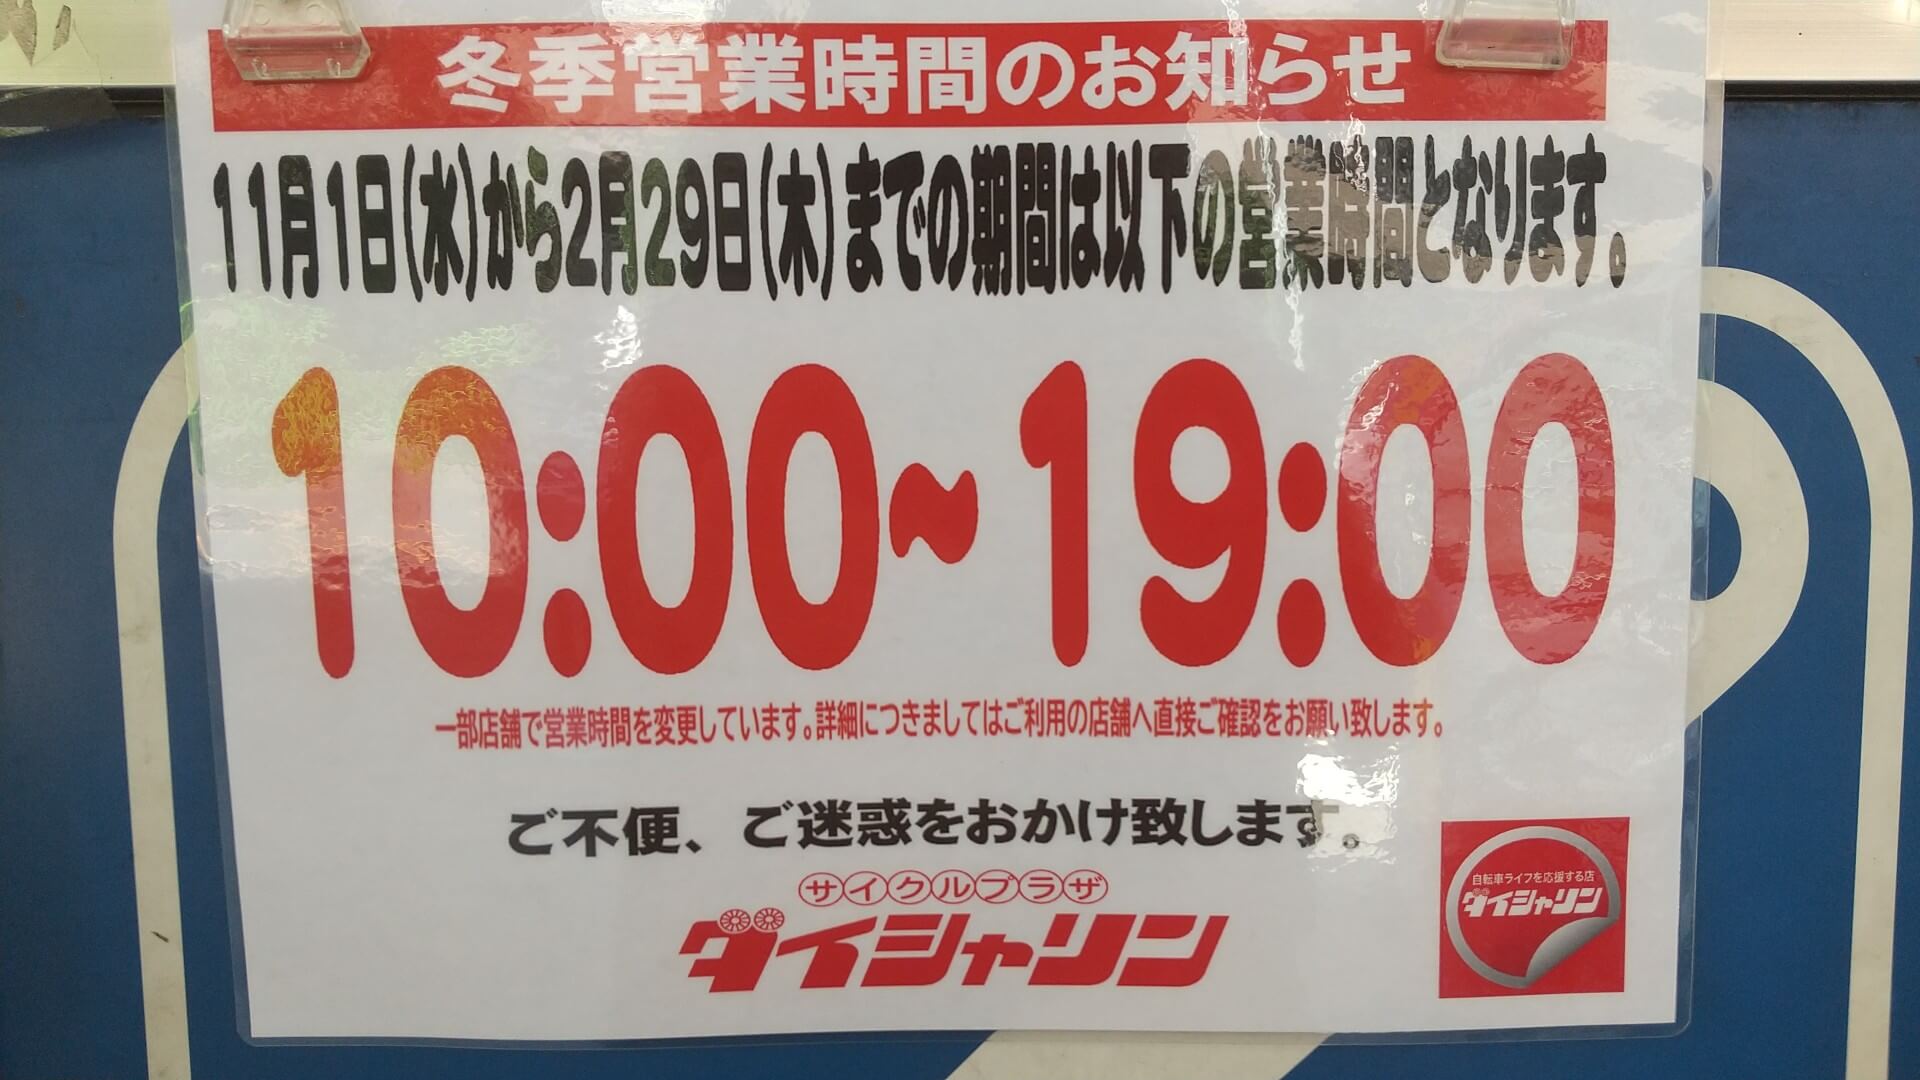 冬季営業時間のお知らせ
11月1日(水)から2月29日(木)までの期間は以下の営業時間となります。
10:00~19:00
一部店舗で営業時間を変更しています。詳細につきましてはご利用の店舗へ直接ご確認をお願い致します。
ご不便、ご迷惑をおかけ致します。
サイクルプラザ
ダイシャリン
自転車ライフを応援する店
ダイシャリン